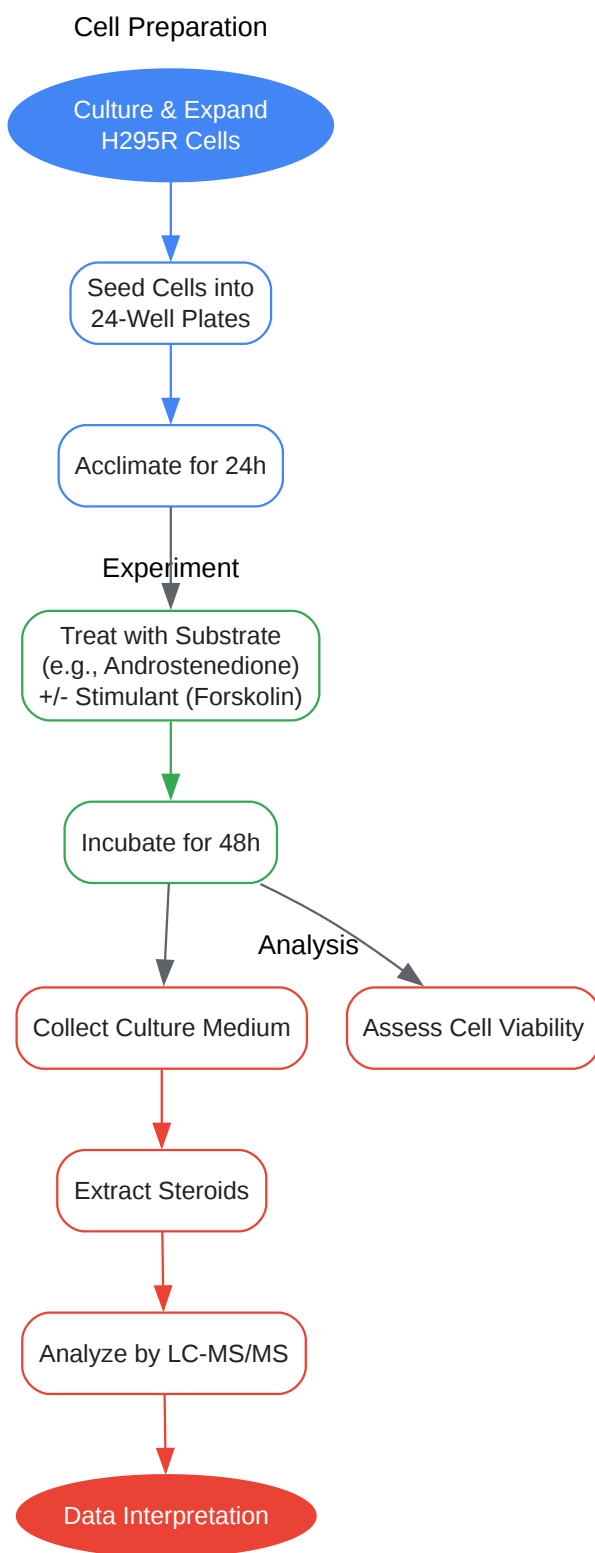 Cell Preparation
Culture & Expand
H295R Cells
Seed Cells into
24-Well Plates
Acclimate for 24h
Experiment
Treat with Substrate
(e.g., Androstenedione)
+/- Stimulant (Forskolin)
Incubate for 48h
Analysis
Collect Culture Medium
Assess Cell Viability
Extract Steroids
Analyze by LC-MS/MS
Data Interpretation